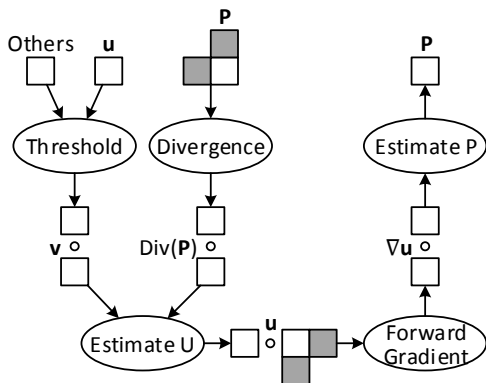 Others
u
P
P
Threshold
Divergence
Estimate P
v
Div(P)
∇u
Estimate U
u
Forward
Gradient